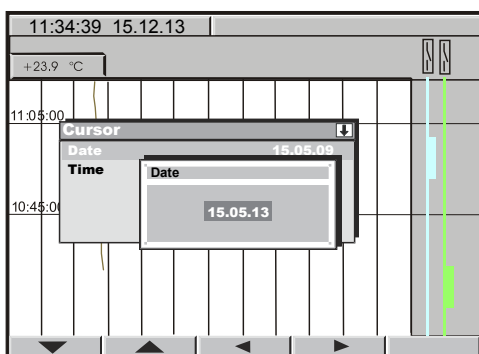 11:34:39 15.12.13
+23.9 °C
11:05:00
Cursor
Date 15.05.09
Time
Date
15.05.13
10:45:0